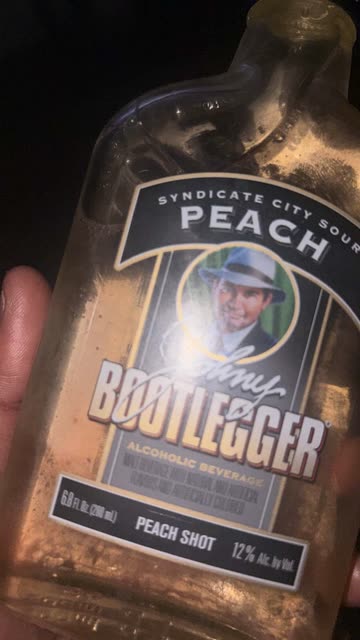 SYNDICATE CITY SOUR
PEACH
Johny
BOOTLEGGER
ALCOHOLIC BEVERAGE
6.8 Fl. Oz. (200 ml)
PEACH SHOT
12% Alc. by Vol.